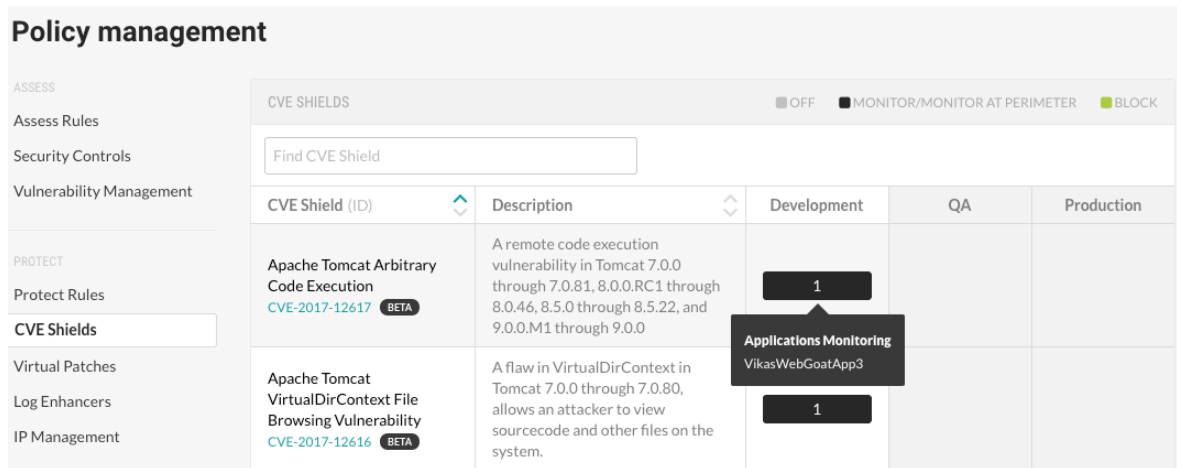 Policy management
ASSESS
Assess Rules
Security Controls
Vulnerability Management
PROTECT
Protect Rules
CVE Shields
Virtual Patches
Log Enhancers
IP Management
CVE SHIELDS
OFF
MONITOR/MONITOR AT PERIMETER
BLOCK
Find CVE Shield
CVE Shield (ID)
Description
Development
QA
Production
Apache Tomcat Arbitrary
Code Execution
CVE-2017-12617 BETA
A remote code execution
vulnerability in Tomcat 7.0.0
through 7.0.81, 8.0.0.RC1 through
8.0.46, 8.5.0 through 8.5.22, and
9.0.0.M1 through 9.0.0
1
Applications Monitoring
VikasWebGoatApp3
Apache Tomcat
VirtualDirContext File
Browsing Vulnerability
CVE-2017-12616 BETA
A flaw in VirtualDirContext in
Tomcat 7.0.0 through 7.0.80,
allows an attacker to view
sourcecode and other files on the
system.
1